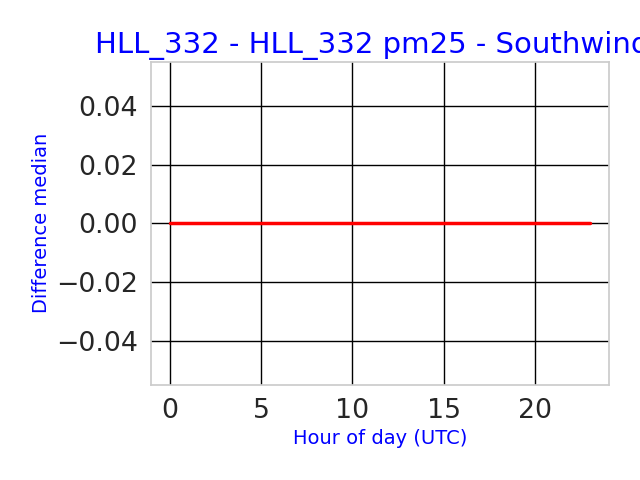 HLL_332 - HLL_332 pm25 - Southwind
Difference median
0.04
0.02
0.00
−0.02
−0.04
0 5 10 15 20
Hour of day (UTC)